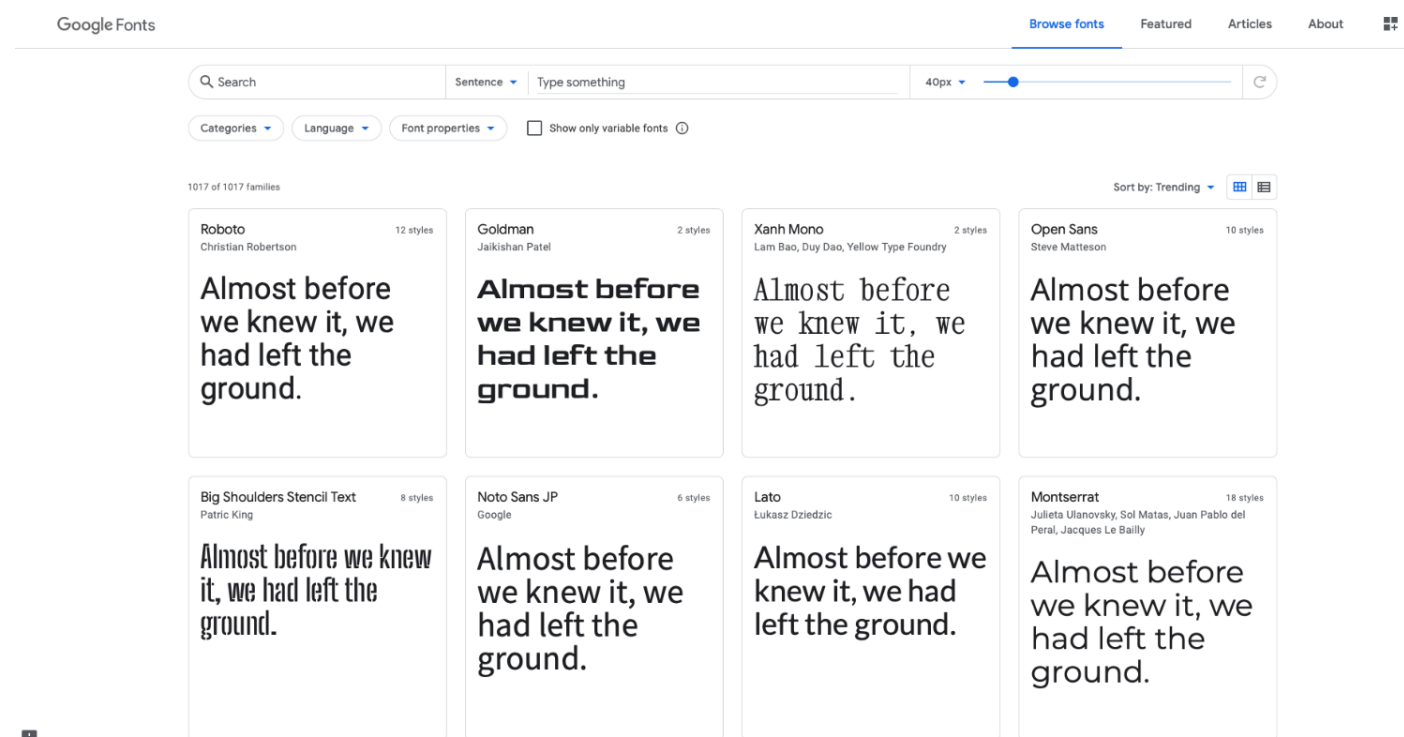 Google Fonts
Browse fonts Featured Articles About
Search Sentence Type something 40px
Categories Language Font properties Show only variable fonts
1017 of 1017 families Sort by: Trending
Roboto 12 styles
Christian Robertson
Almost before
we knew it, we
had left the
ground.
Goldman 2 styles
Jaikishan Patel
Almost before
we knew it, we
had left the
ground.
Xanh Mono 2 styles
Lam Bao, Duy Dao, Yellow Type Foundry
Almost before
we knew it, we
had left the
ground.
Open Sans 10 styles
Steve Matteson
Almost before
we knew it, we
had left the
ground.
Big Shoulders Stencil Text 8 styles
Patric King
Almost before we knew
it, we had left the
ground.
Noto Sans JP 6 styles
Google
Almost before
we knew it, we
had left the
ground.
Lato 10 styles
Łukasz Dziedzic
Almost before we
knew it, we had
left the ground.
Montserrat 18 styles
Julieta Ulanovsky, Sol Matas, Juan Pablo del
Peral, Jacques Le Bailly
Almost before
we knew it, we
had left the
ground.